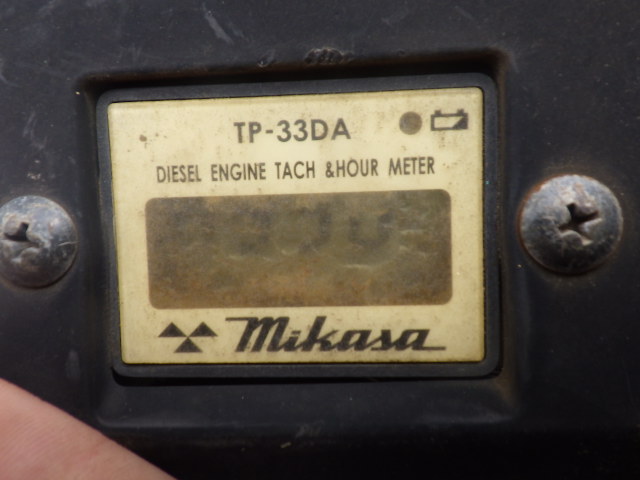 TP-33DA
DIESEL ENGINE TACH &HOUR METER
Mikasa